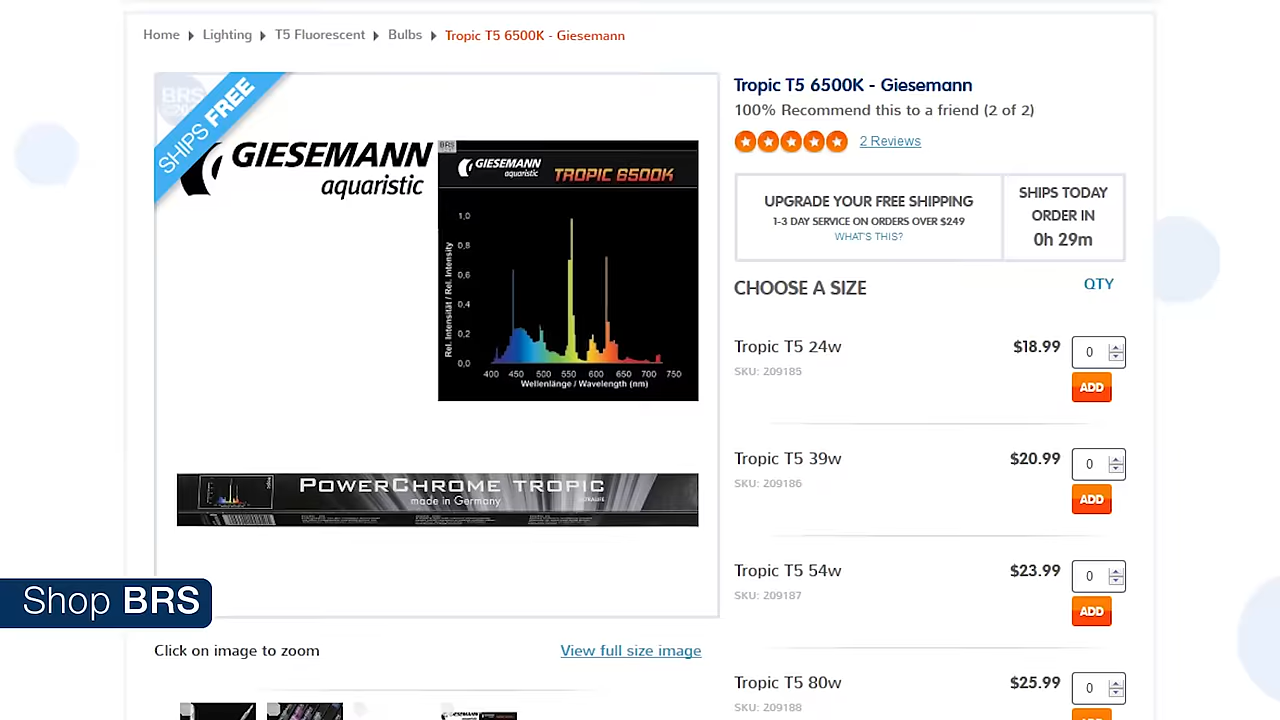 Home Lighting T5 Fluorescent Bulbs Tropic T5 6500K - Giesemann
BRS
SHIPS FREE
GIESEMANN
aquaristic
BRS
GIESEMANN
aquaristic
TROPIC 6500K
Rel. Intensität / Rel. Intensity
1,0
0,8
0,6
0,4
0,2
0,0
400 450 500 550 600 650 700 750
Wellenlänge / Wavelength (nm)
POWERCHROME TROPIC
made in Germany
Shop BRS
Click on image to zoom
View full size image
Tropic T5 6500K - Giesemann
100% Recommend this to a friend (2 of 2)
2 Reviews
UPGRADE YOUR FREE SHIPPING
1-3 DAY SERVICE ON ORDERS OVER $249
WHAT'S THIS?
SHIPS TODAY
ORDER IN
0h 29m
CHOOSE A SIZE
QTY
Tropic T5 24w $18.99 0
SKU: 209185
ADD
Tropic T5 39w $20.99 0
SKU: 209186
ADD
Tropic T5 54w $23.99 0
SKU: 209187
ADD
Tropic T5 80w $25.99 0
SKU: 209188